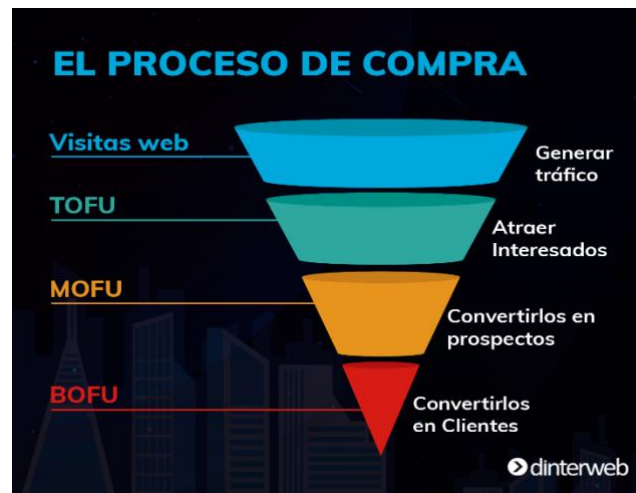 EL PROCESO DE COMPRA
Visitas web
Generar
tráfico
TOFU
Atraer
Interesados
MOFU
Convertirlos en
prospectos
BOFU
Convertirlos
en Clientes
dinterweb